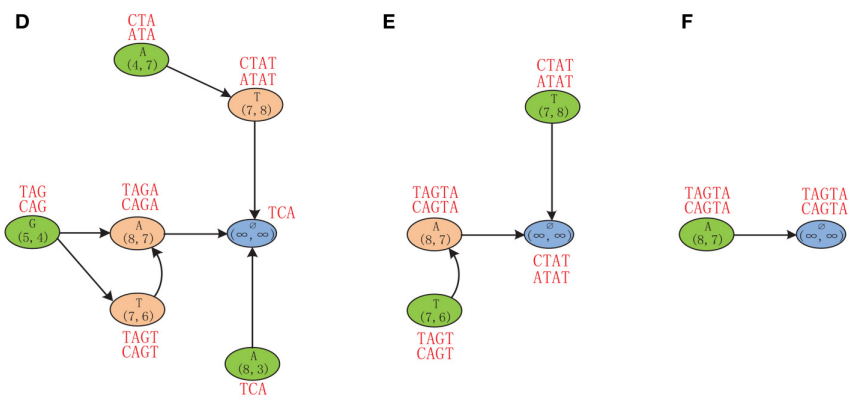 D
CTA
ATA
A
(4,7)
CTAT
ATAT
T
(7,8)
TAG
CAG
G
(5,4)
TAGA
CAGA
A
(8,7)
TCA
∅
(∞,∞)
T
(7,6)
TAGT
CAGT
A
(8,3)
TCA
E
CTAT
ATAT
T
(7,8)
TAGTA
CAGTA
A
(8,7)
∅
(∞,∞)
CTAT
ATAT
T
(7,6)
TAGT
CAGT
F
TAGTA
CAGTA
A
(8,7)
TAGTA
CAGTA
∅
(∞,∞)